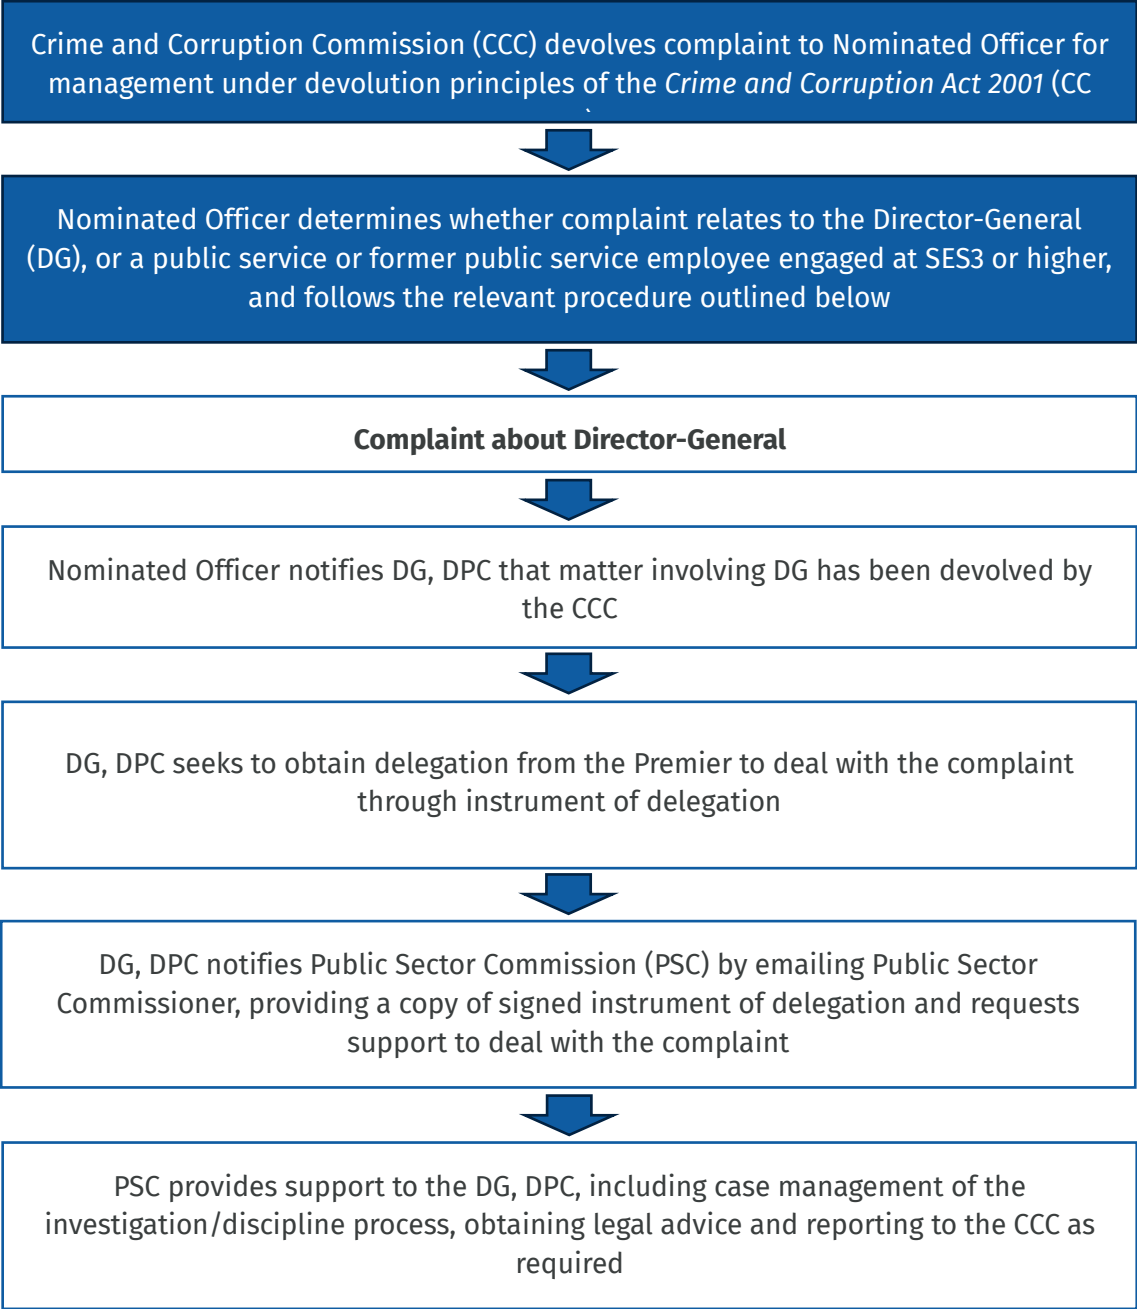 Crime and Corruption Commission (CCC) devolves complaint to Nominated Officer for
management under devolution principles of the Crime and Corruption Act 2001 (CC
Nominated Officer determines whether complaint relates to the Director-General
(DG), or a public service or former public service employee engaged at SES3 or higher,
and follows the relevant procedure outlined below
Complaint about Director-General
Nominated Officer notifies DG, DPC that matter involving DG has been devolved by
the CCC
DG, DPC seeks to obtain delegation from the Premier to deal with the complaint
through instrument of delegation
DG, DPC notifies Public Sector Commission (PSC) by emailing Public Sector
Commissioner, providing a copy of signed instrument of delegation and requests
support to deal with the complaint
PSC provides support to the DG, DPC, including case management of the
investigation/discipline process, obtaining legal advice and reporting to the CCC as
required